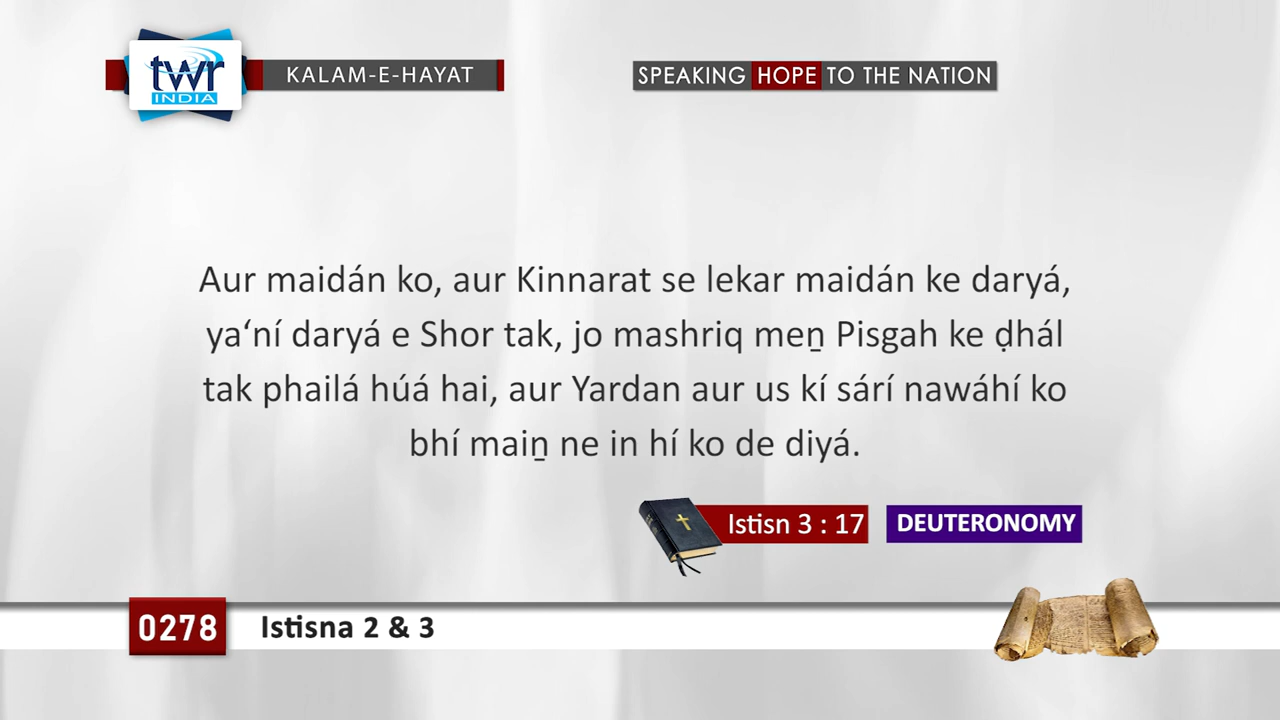 twr
INDIA
KALAM-E-HAYAT
SPEAKING HOPE TO THE NATION
Aur maidán ko, aur Kinnarat se lekar maidán ke daryá,
ya‘ní daryá e Shor tak, jo mashriq meṉ Pisgah ke ḍhál
tak phailá húá hai, aur Yardan aur us kí sárí nawáhí ko
bhí maiṉ ne in hí ko de diyá.
Istisn 3 : 17
DEUTERONOMY
0278
Istisna 2 & 3